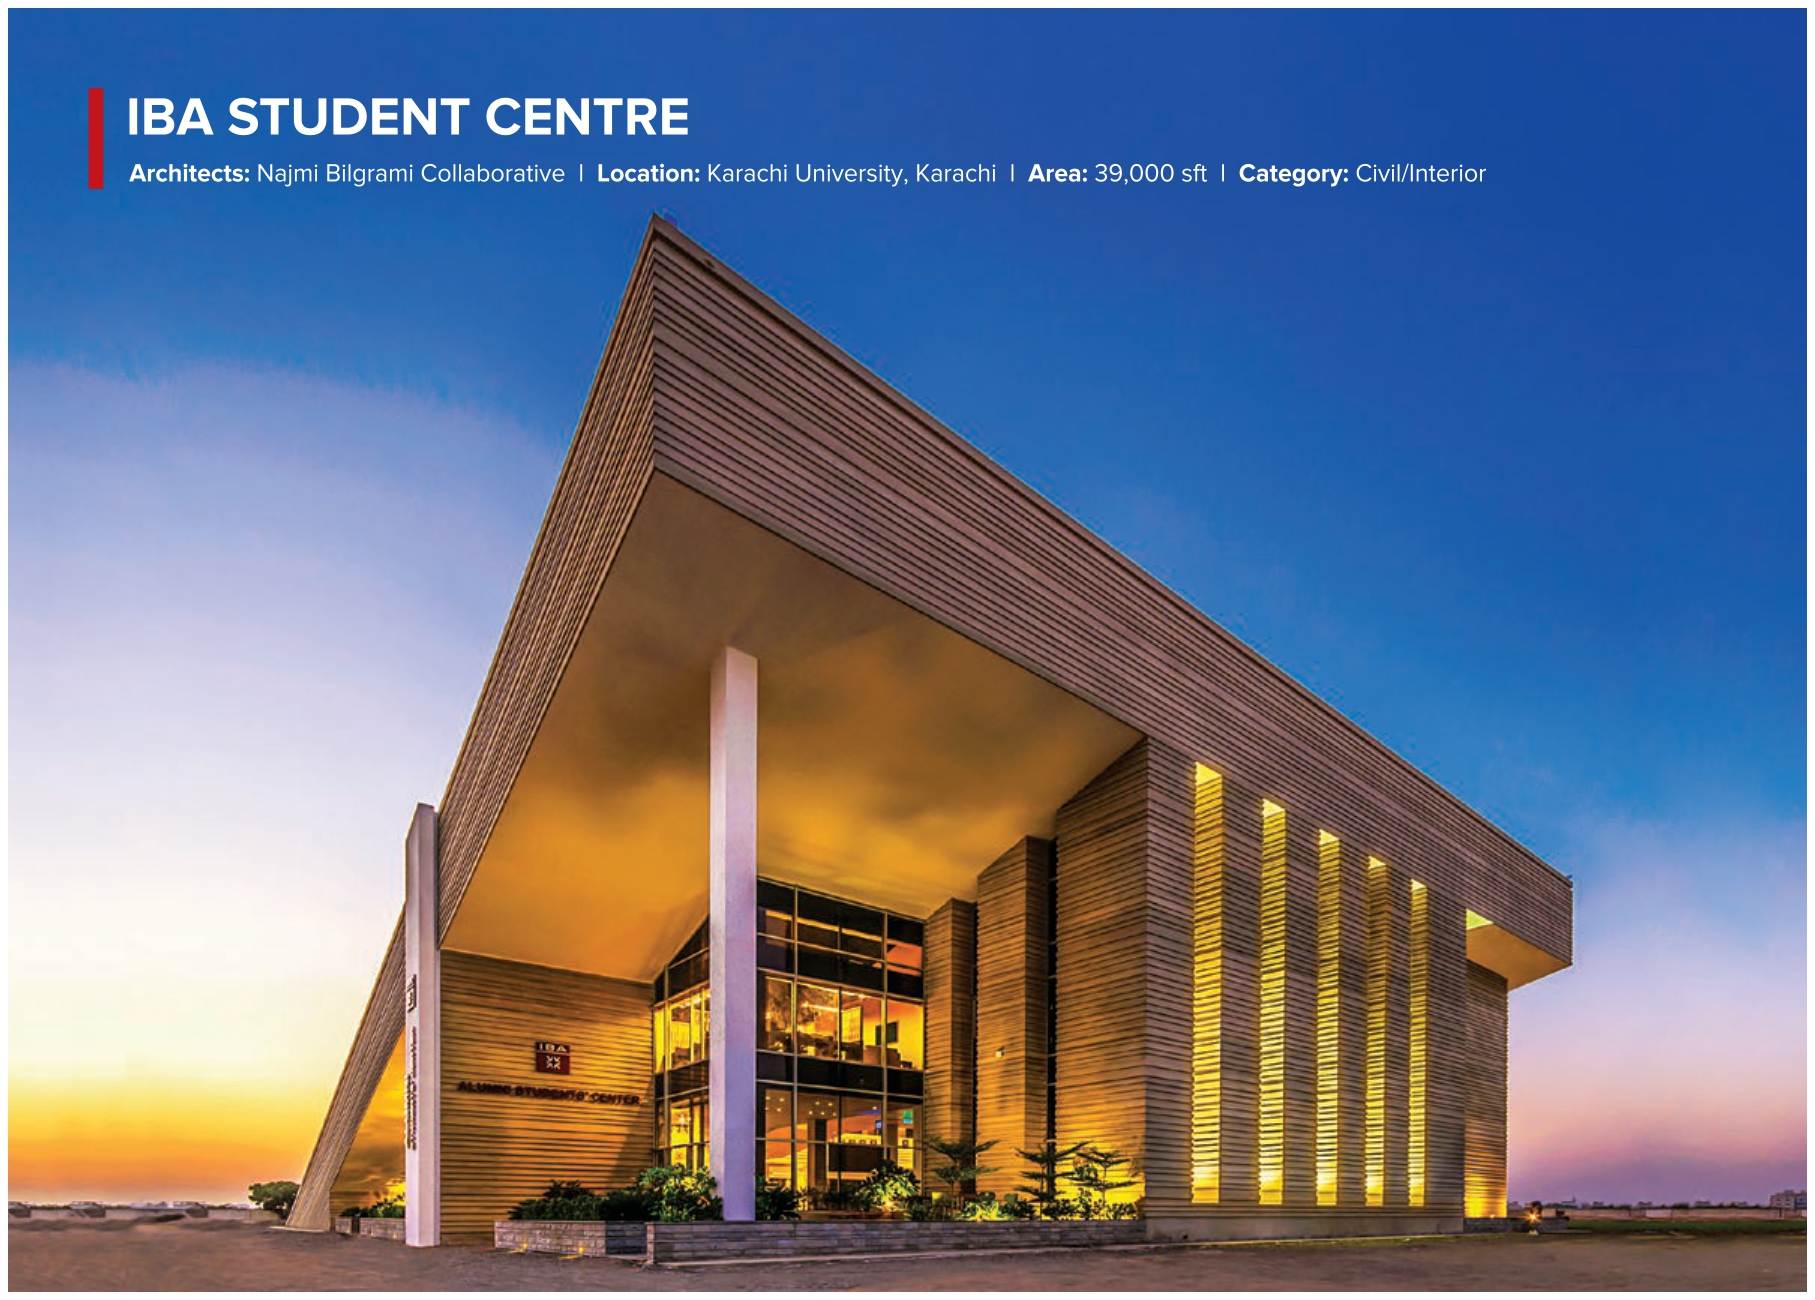 IBA STUDENT CENTRE
Architects: Najmi Bilgrami Collaborative | Location: Karachi University, Karachi | Area: 39,000 sft | Category: Civil/Interior
IBA
ALUMNI STUDENTS' CENTER